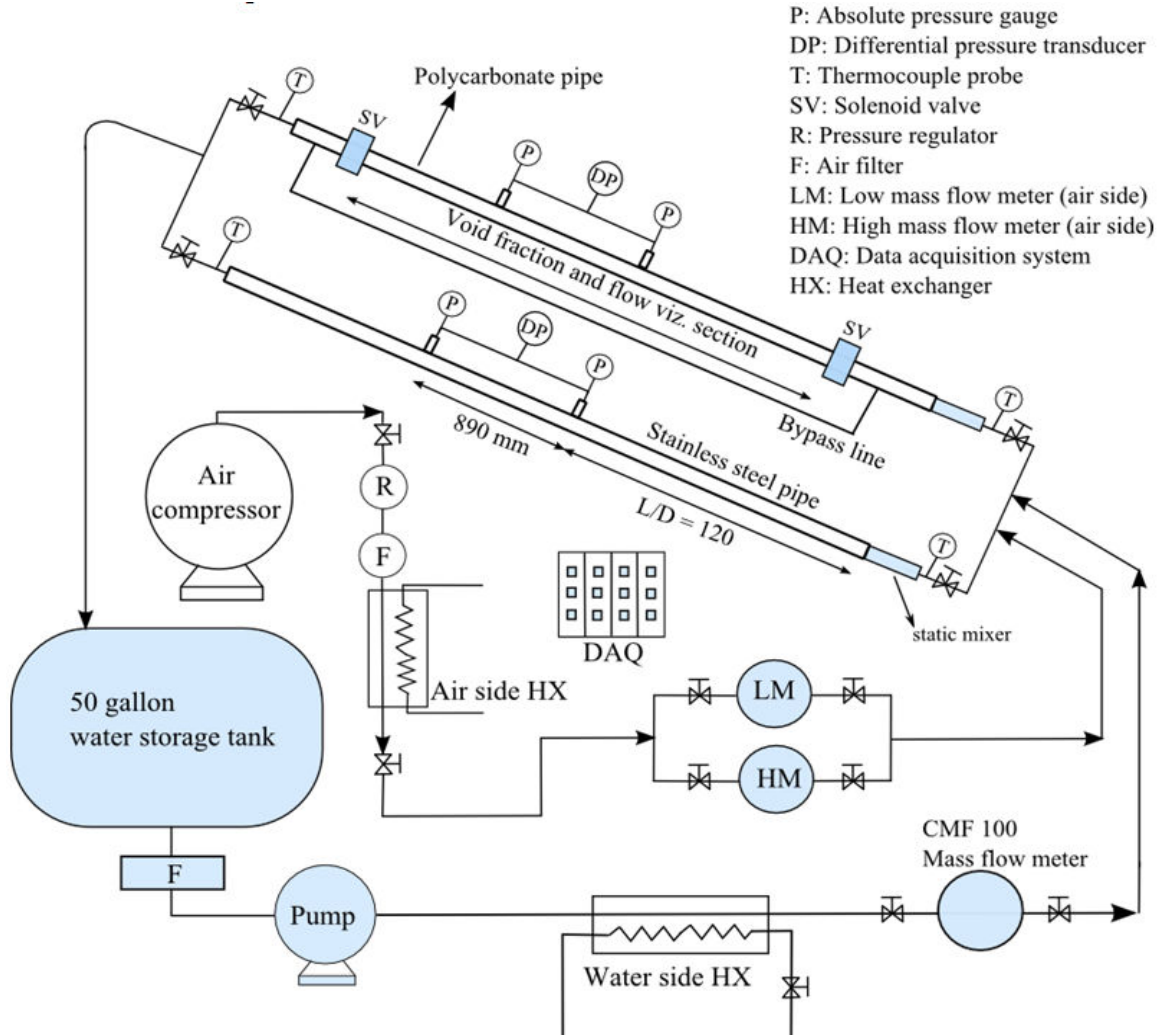 P: Absolute pressure gauge
DP: Differential pressure transducer
T: Thermocouple probe
SV: Solenoid valve
R: Pressure regulator
F: Air filter
LM: Low mass flow meter (air side)
HM: High mass flow meter (air side)
DAQ: Data acquisition system
HX: Heat exchanger
Polycarbonate pipe
T
SV
P
DP
P
Void fraction and flow viz. section
SV
T
Bypass line
T
P
DP
P
890 mm
Stainless steel pipe
L/D = 120
T
static mixer
Air
compressor
R
F
Air side HX
DAQ
50 gallon
water storage tank
LM
HM
CMF 100
Mass flow meter
F
Pump
Water side HX